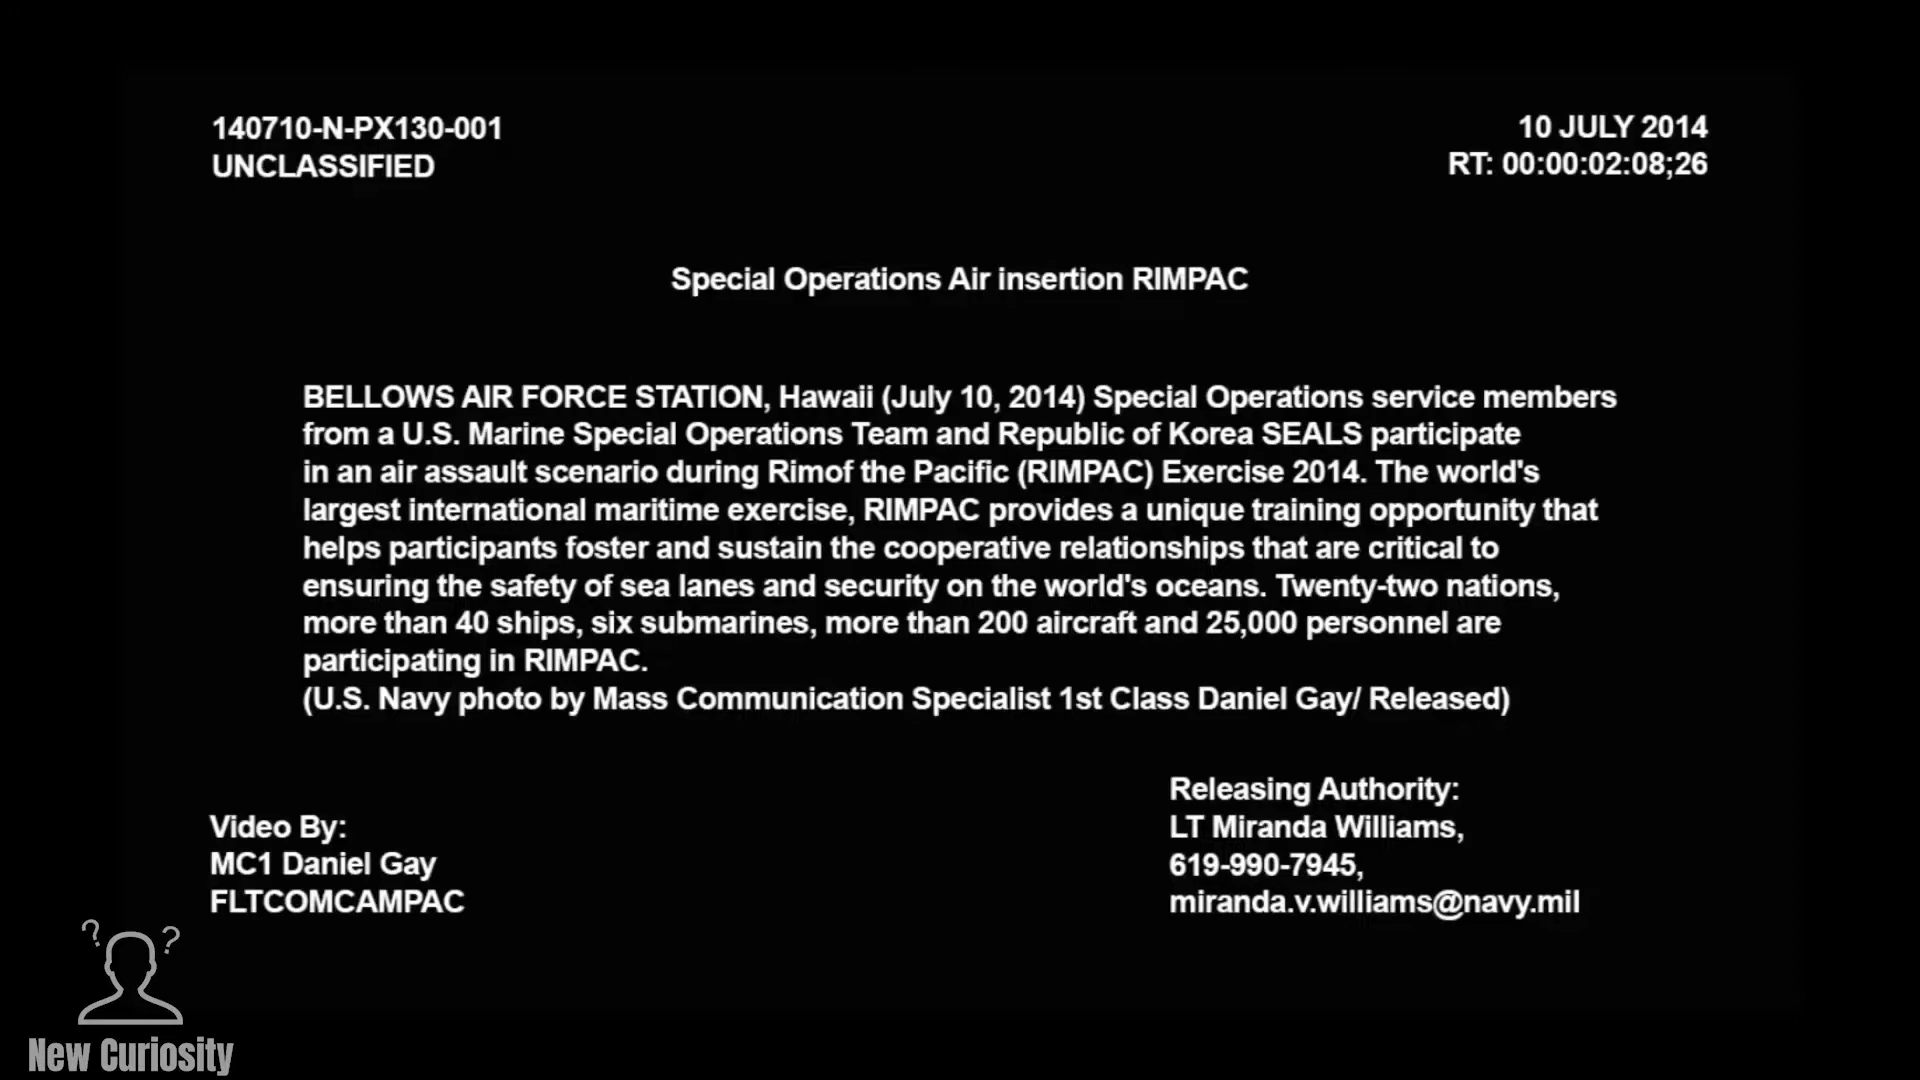 140710-N-PX130-001
UNCLASSIFIED
10 JULY 2014
RT: 00:00:02:08;26
Special Operations Air insertion RIMPAC
BELLOWS AIR FORCE STATION, Hawaii (July 10, 2014) Special Operations service members
from a U.S. Marine Special Operations Team and Republic of Korea SEALS participate
in an air assault scenario during Rimof the Pacific (RIMPAC) Exercise 2014. The world's
largest international maritime exercise, RIMPAC provides a unique training opportunity that
helps participants foster and sustain the cooperative relationships that are critical to
ensuring the safety of sea lanes and security on the world's oceans. Twenty-two nations,
more than 40 ships, six submarines, more than 200 aircraft and 25,000 personnel are
participating in RIMPAC.
(U.S. Navy photo by Mass Communication Specialist 1st Class Daniel Gay/ Released)
Video By:
MC1 Daniel Gay
FLTCOMCAMPAC
Releasing Authority:
LT Miranda Williams,
619-990-7945,
miranda.v.williams@navy.mil
? ?
New Curiosity